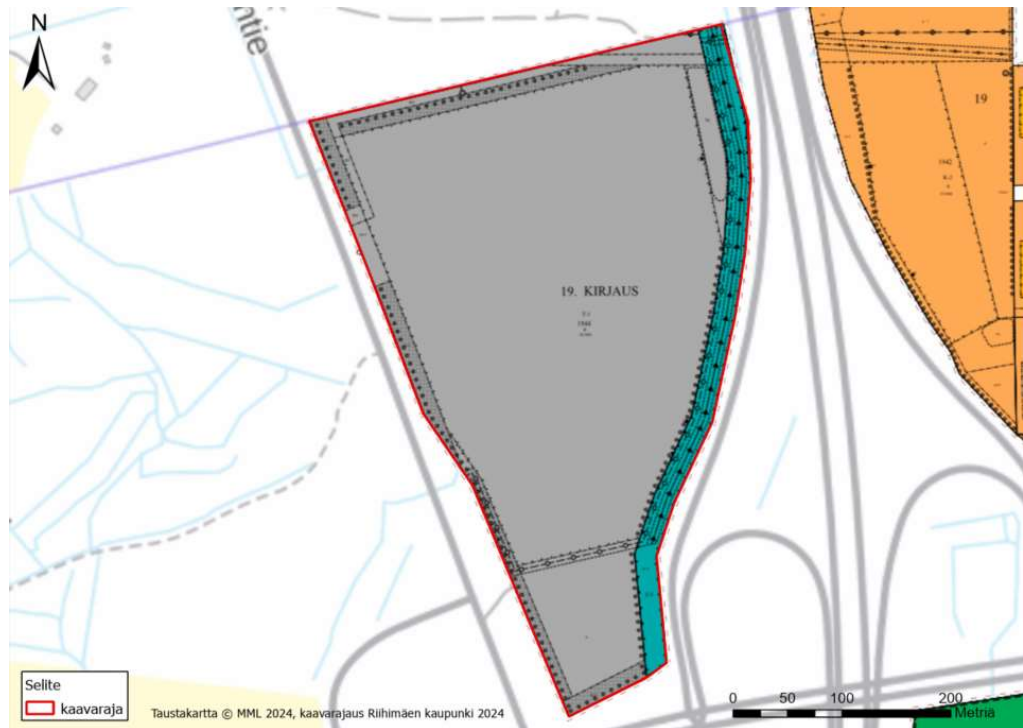 N
ntie
19
19. KIRJAUS
Selite
kaavaraja
Taustakartta © MML 2024, kaavarajaus Riihimäen kaupunki 2024
0 50 100 200
Metriä